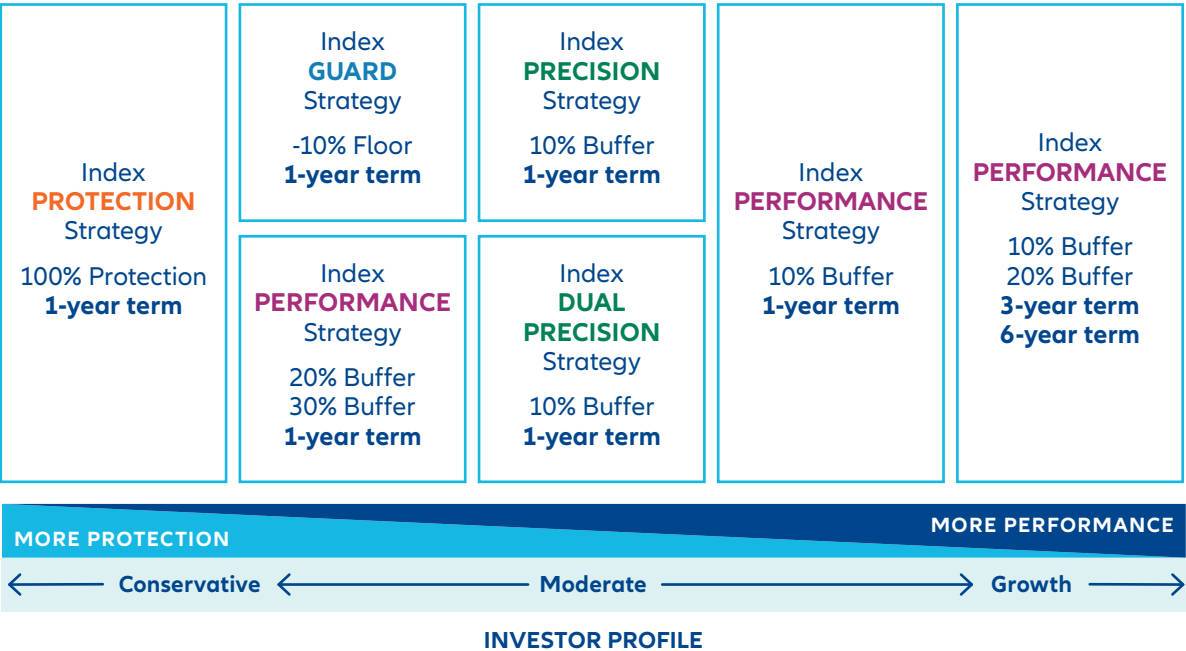 Index
PROTECTION
Strategy
100% Protection
1-year term
Index
GUARD
Strategy
-10% Floor
1-year term
Index
PERFORMANCE
Strategy
20% Buffer
30% Buffer
1-year term
Index
PRECISION
Strategy
10% Buffer
1-year term
Index
DUAL
PRECISION
Strategy
10% Buffer
1-year term
Index
PERFORMANCE
Strategy
10% Buffer
1-year term
Index
PERFORMANCE
Strategy
10% Buffer
20% Buffer
3-year term
6-year term
MORE PROTECTION
MORE PERFORMANCE
Conservative
Moderate
Growth
INVESTOR PROFILE